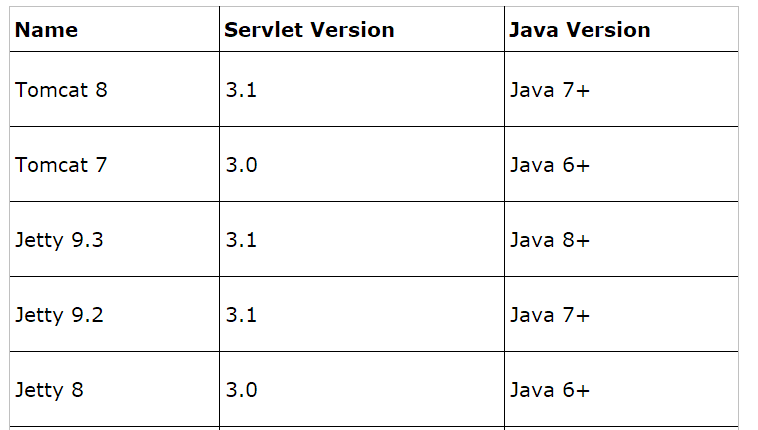 Name Servlet Version Java Version
Tomcat 8 3.1 Java 7+
Tomcat 7 3.0 Java 6+
Jetty 9.3 3.1 Java 8+
Jetty 9.2 3.1 Java 7+
Jetty 8 3.0 Java 6+